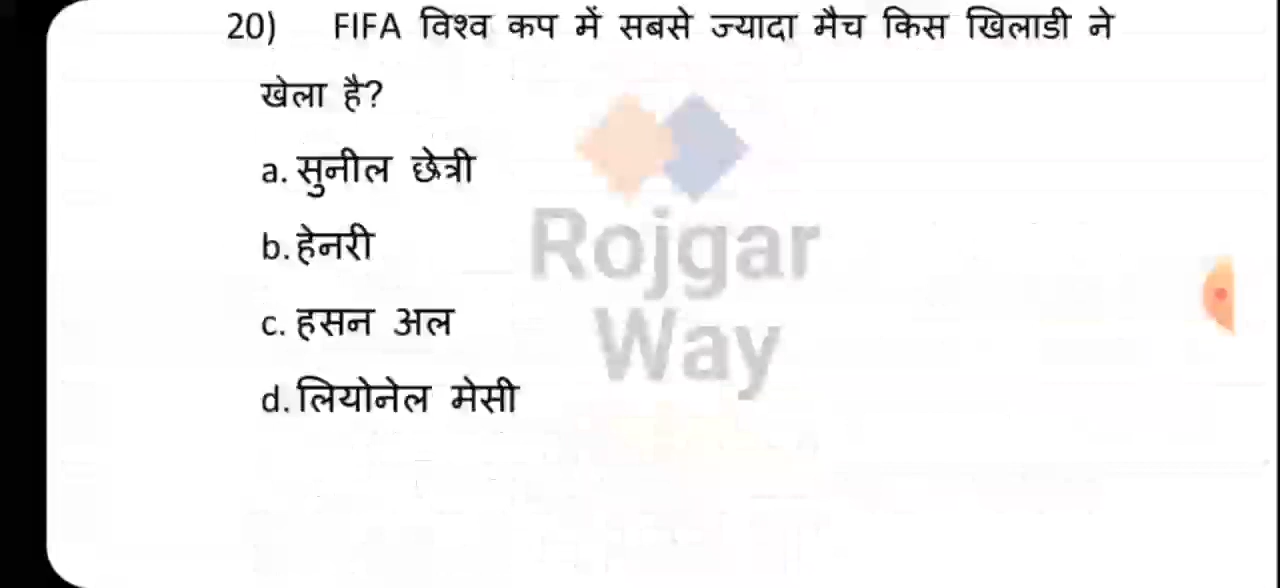 20) FIFA विश्व कप में सबसे ज्यादा मैच किस खिलाडी ने
खेला है?
a. सुनील छेत्री
b. हेनरी
c. हसन अल
d. लियोनेल मेसी
Rojgar
Way